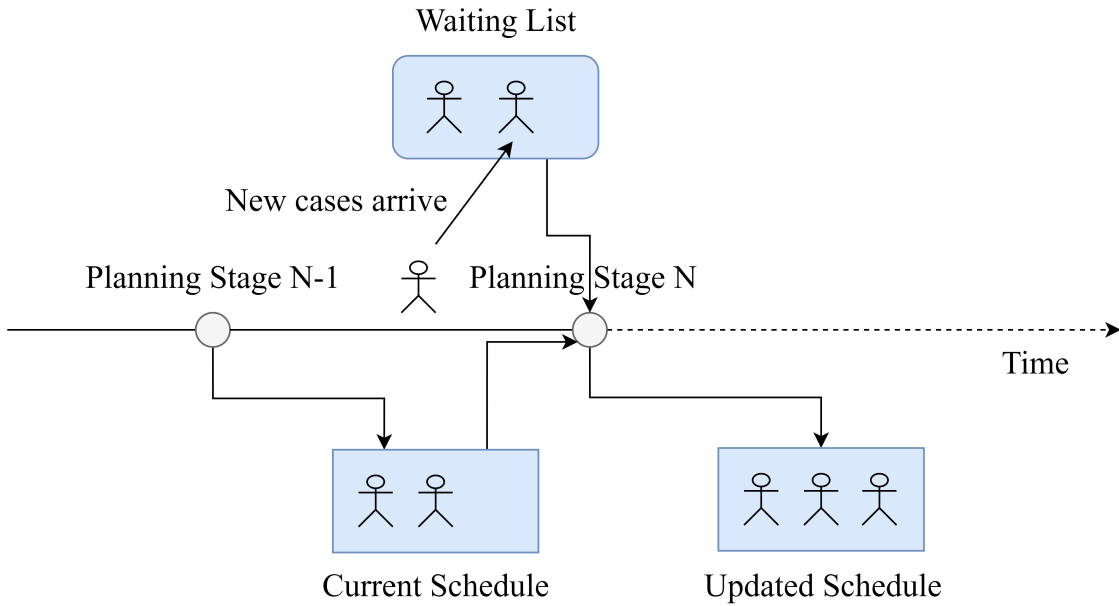 Waiting List
New cases arrive
Planning Stage N-1
Planning Stage N
Time
Current Schedule
Updated Schedule